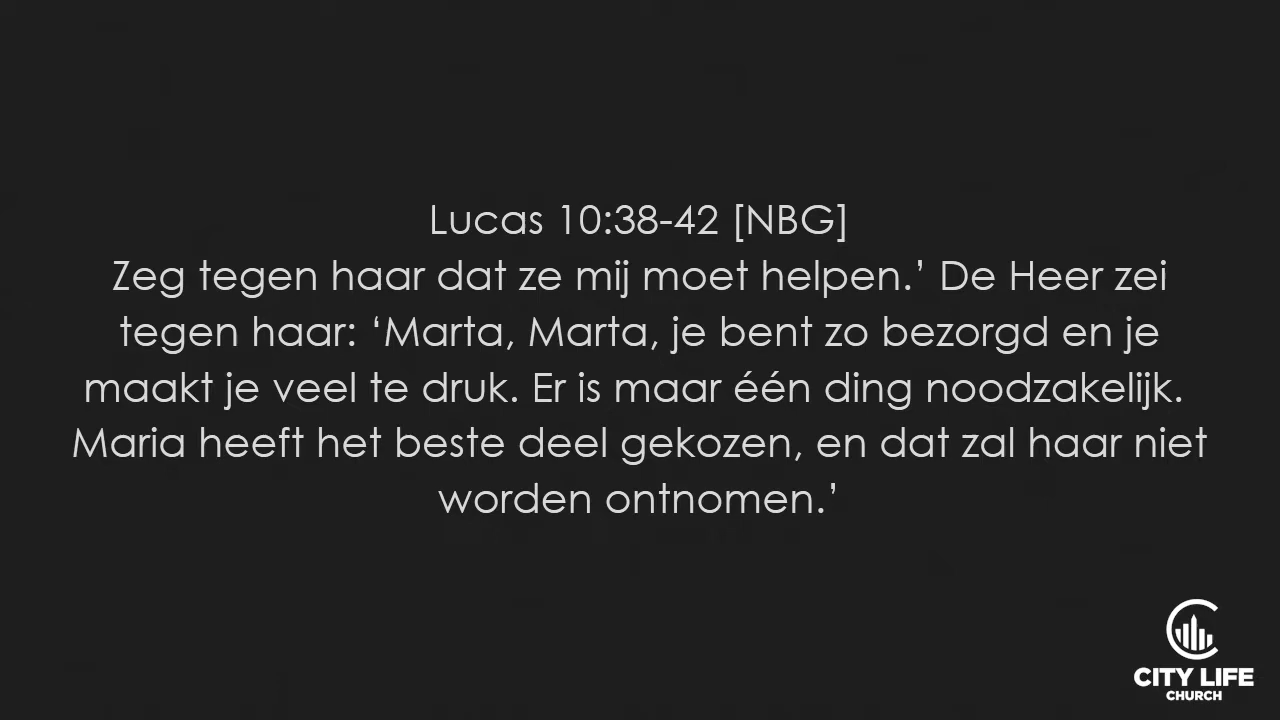 Lucas 10:38-42 [NBG]
Zeg tegen haar dat ze mij moet helpen.’ De Heer zei
tegen haar: ‘Marta, Marta, je bent zo bezorgd en je
maakt je veel te druk. Er is maar één ding noodzakelijk.
Maria heeft het beste deel gekozen, en dat zal haar niet
worden ontnomen.’
CITY LIFE
CHURCH